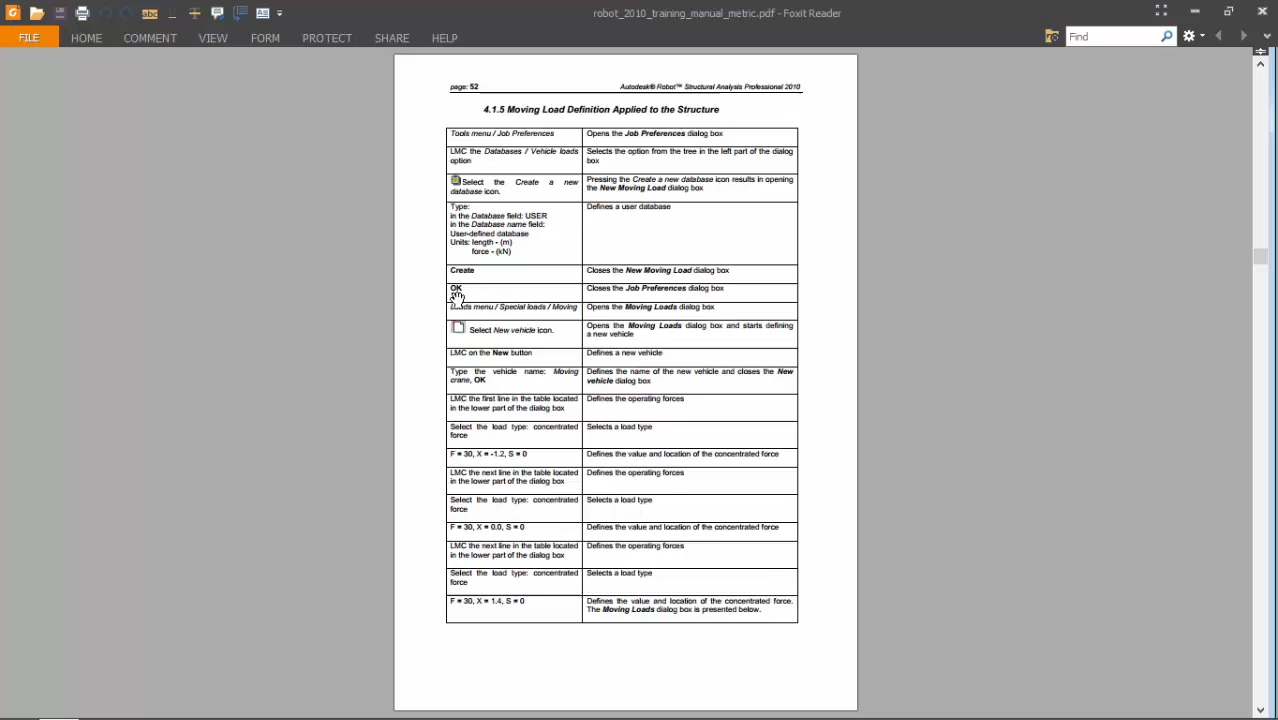 robot_2010_training_manual_metric.pdf - Foxit Reader
FILE HOME COMMENT VIEW FORM PROTECT SHARE HELP
Find
page: 52 Autodesk® Robot™ Structural Analysis Professional 2010
4.1.5 Moving Load Definition Applied to the Structure
Tools menu / Job Preferences Opens the Job Preferences dialog box
LMC the Databases / Vehicle loads Selects the option from the tree in the left part of the dialog
option box
Select the Create a new Pressing the Create a new database icon results in opening
database icon. the New Moving Load dialog box
Type: Defines a user database
in the Database field: USER
in the Database name field:
User-defined database
Units: length - (m)
force - (kN)
Create Closes the New Moving Load dialog box
OK Closes the Job Preferences dialog box
Loads menu / Special loads / Moving Opens the Moving Loads dialog box
Select New vehicle icon. Opens the Moving Loads dialog box and starts defining
a new vehicle
LMC on the New button Defines a new vehicle
Type the vehicle name: Moving Defines the name of the new vehicle and closes the New
crane, OK vehicle dialog box
LMC the first line in the table located Defines the operating forces
in the lower part of the dialog box
Select the load type: concentrated Selects a load type
force
F = 30, X = -1.2, S = 0 Defines the value and location of the concentrated force
LMC the next line in the table located Defines the operating forces
in the lower part of the dialog box
Select the load type: concentrated Selects a load type
force
F = 30, X = 0.0, S = 0 Defines the value and location of the concentrated force
LMC the next line in the table located Defines the operating forces
in the lower part of the dialog box
Select the load type: concentrated Selects a load type
force
F = 30, X = 1.4, S = 0 Defines the value and location of the concentrated force.
The Moving Loads dialog box is presented below.